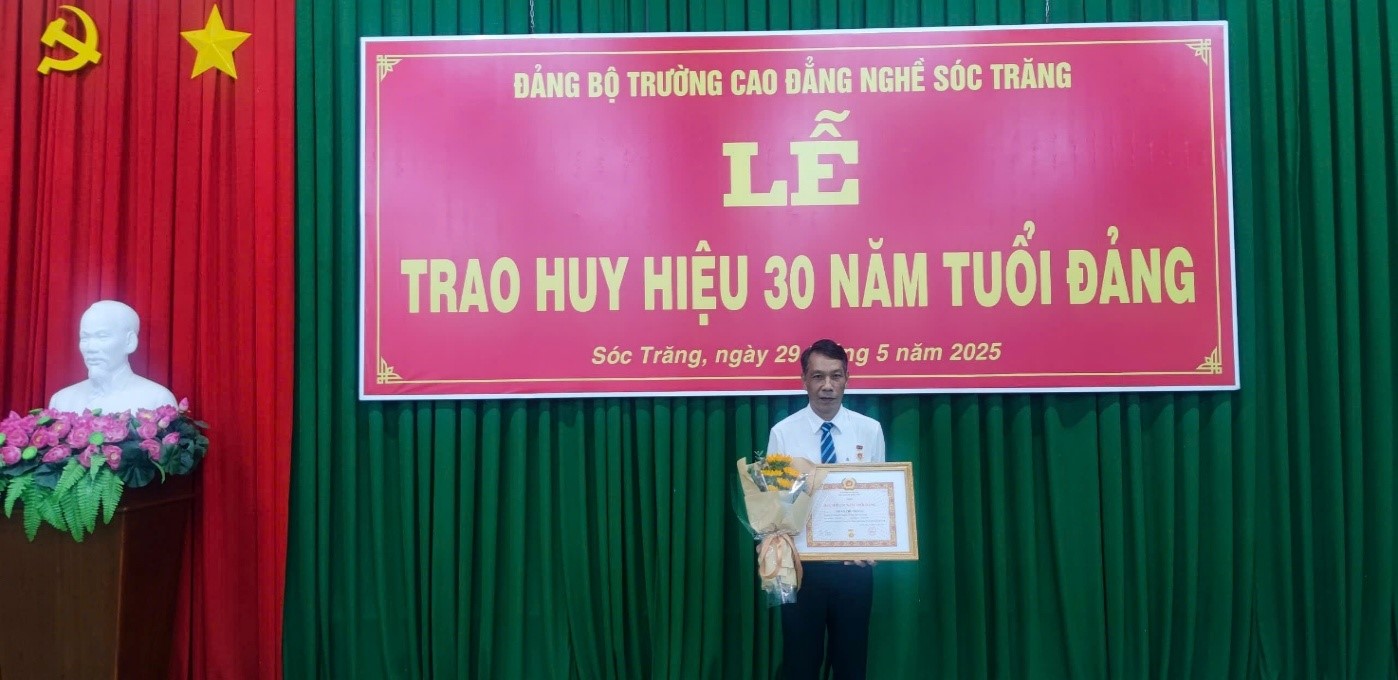 ĐẢNG BỘ TRƯỜNG CAO ĐẲNG NGHỀ SÓC TRĂNG
LỄ
TRAO HUY HIỆU 30 NĂM TUỔI ĐẢNG
Sóc Trăng, ngày 29 g 5 năm 2025